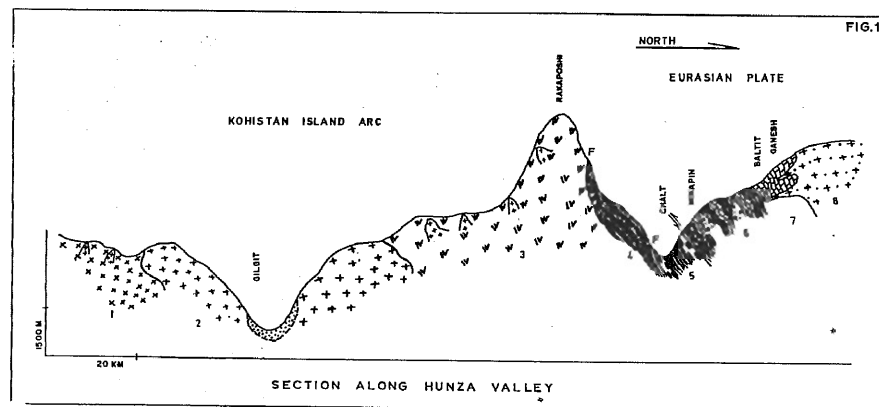 FIG.1
NORTH
EURASIAN PLATE
KOHISTAN ISLAND ARC
RAKAPOSHI
BALTIT
GANESH
MINAPIN
CHALT
F
F
GILGIT
1
2
3
4
5
6
7
8
1500 M
20 KM
SECTION ALONG HUNZA VALLEY